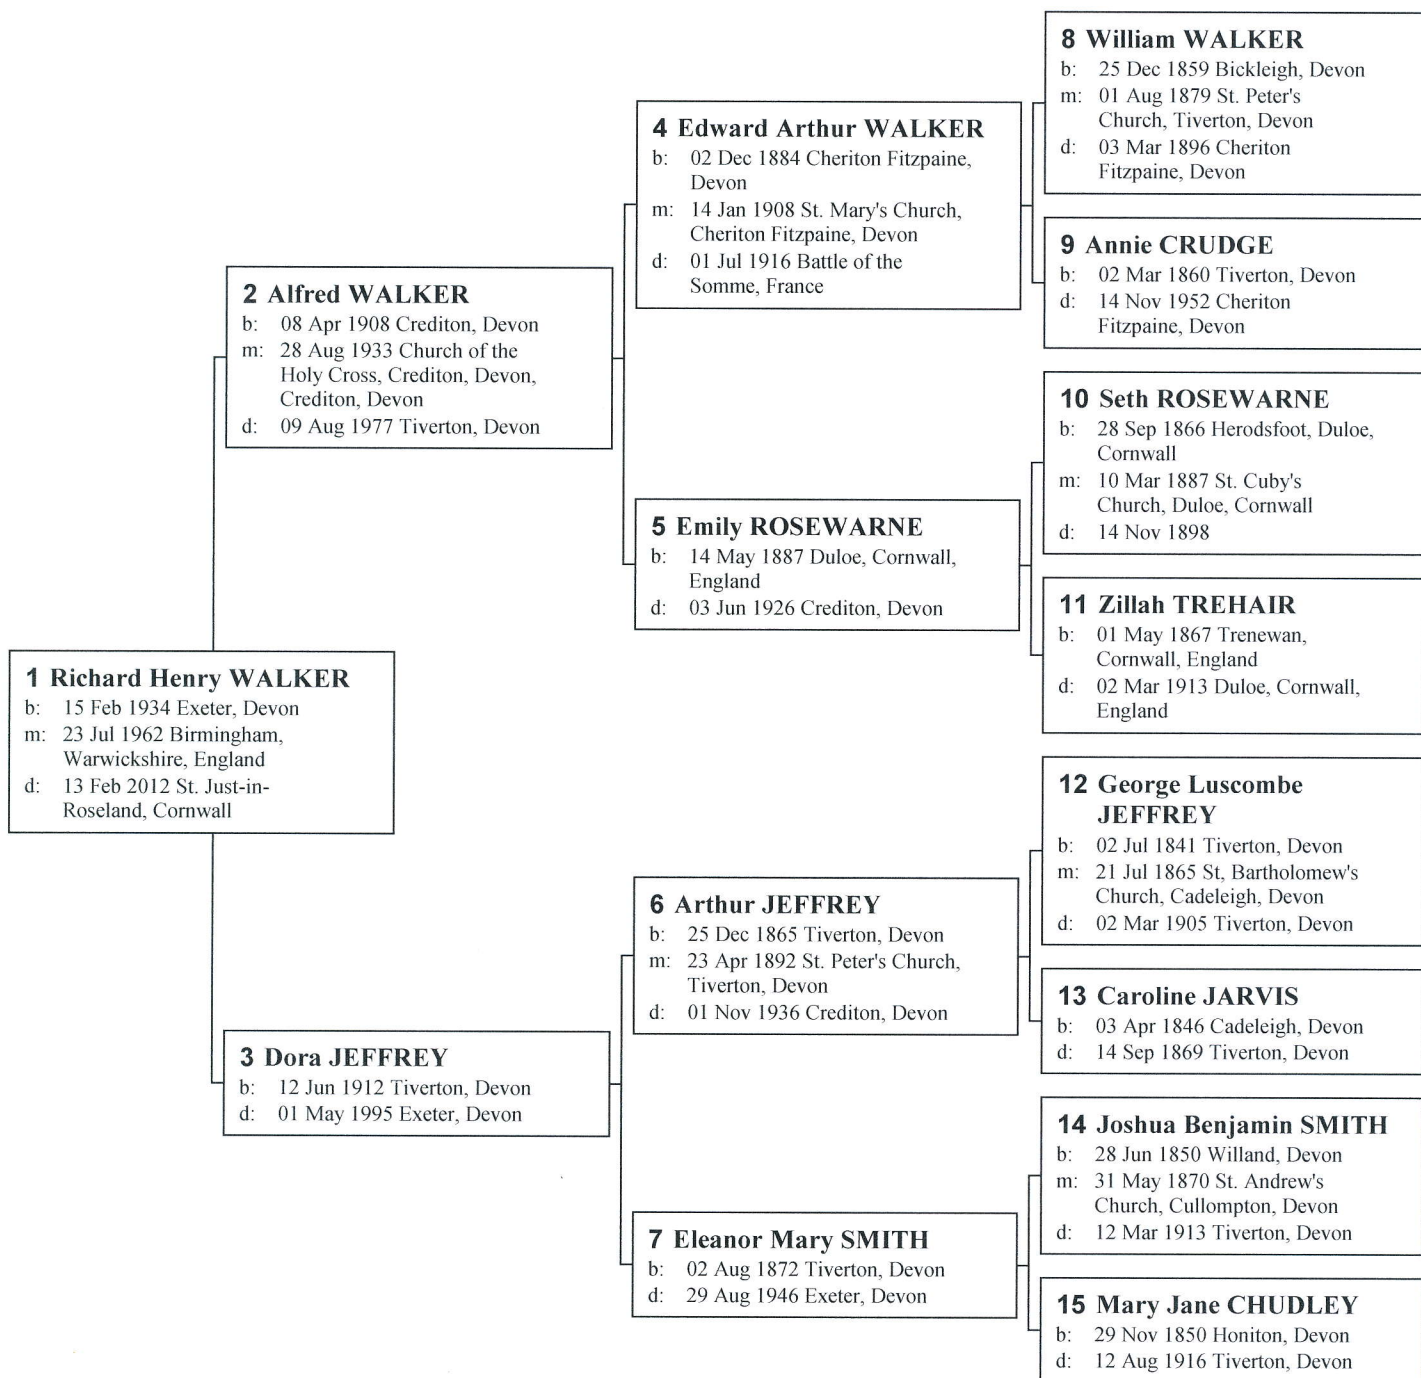 8 William WALKER
b: 25 Dec 1859 Bickleigh, Devon
m: 01 Aug 1879 St. Peter's
Church, Tiverton, Devon
d: 03 Mar 1896 Cheriton
Fitzpaine, Devon
4 Edward Arthur WALKER
b: 02 Dec 1884 Cheriton Fitzpaine,
Devon
m: 14 Jan 1908 St. Mary's Church,
Cheriton Fitzpaine, Devon
d: 01 Jul 1916 Battle of the
Somme, France
9 Annie CRUDGE
b: 02 Mar 1860 Tiverton, Devon
d: 14 Nov 1952 Cheriton
Fitzpaine, Devon
2 Alfred WALKER
b: 08 Apr 1908 Crediton, Devon
m: 28 Aug 1933 Church of the
Holy Cross, Crediton, Devon,
Crediton, Devon
d: 09 Aug 1977 Tiverton, Devon
10 Seth ROSEWARNE
b: 28 Sep 1866 Herodsfoot, Duloe,
Cornwall
m: 10 Mar 1887 St. Cuby's
Church, Duloe, Cornwall
d: 14 Nov 1898
5 Emily ROSEWARNE
b: 14 May 1887 Duloe, Cornwall,
England
d: 03 Jun 1926 Crediton, Devon
11 Zillah TREHAIR
b: 01 May 1867 Trenewan,
Cornwall, England
d: 02 Mar 1913 Duloe, Cornwall,
England
1 Richard Henry WALKER
b: 15 Feb 1934 Exeter, Devon
m: 23 Jul 1962 Birmingham,
Warwickshire, England
d: 13 Feb 2012 St. Just-in-
Roseland, Cornwall
12 George Luscombe
JEFFREY
b: 02 Jul 1841 Tiverton, Devon
m: 21 Jul 1865 St, Bartholomew's
Church, Cadeleigh, Devon
d: 02 Mar 1905 Tiverton, Devon
6 Arthur JEFFREY
b: 25 Dec 1865 Tiverton, Devon
m: 23 Apr 1892 St. Peter's Church,
Tiverton, Devon
d: 01 Nov 1936 Crediton, Devon
13 Caroline JARVIS
b: 03 Apr 1846 Cadeleigh, Devon
d: 14 Sep 1869 Tiverton, Devon
3 Dora JEFFREY
b: 12 Jun 1912 Tiverton, Devon
d: 01 May 1995 Exeter, Devon
14 Joshua Benjamin SMITH
b: 28 Jun 1850 Willand, Devon
m: 31 May 1870 St. Andrew's
Church, Cullompton, Devon
d: 12 Mar 1913 Tiverton, Devon
7 Eleanor Mary SMITH
b: 02 Aug 1872 Tiverton, Devon
d: 29 Aug 1946 Exeter, Devon
15 Mary Jane CHUDLEY
b: 29 Nov 1850 Honiton, Devon
d: 12 Aug 1916 Tiverton, Devon